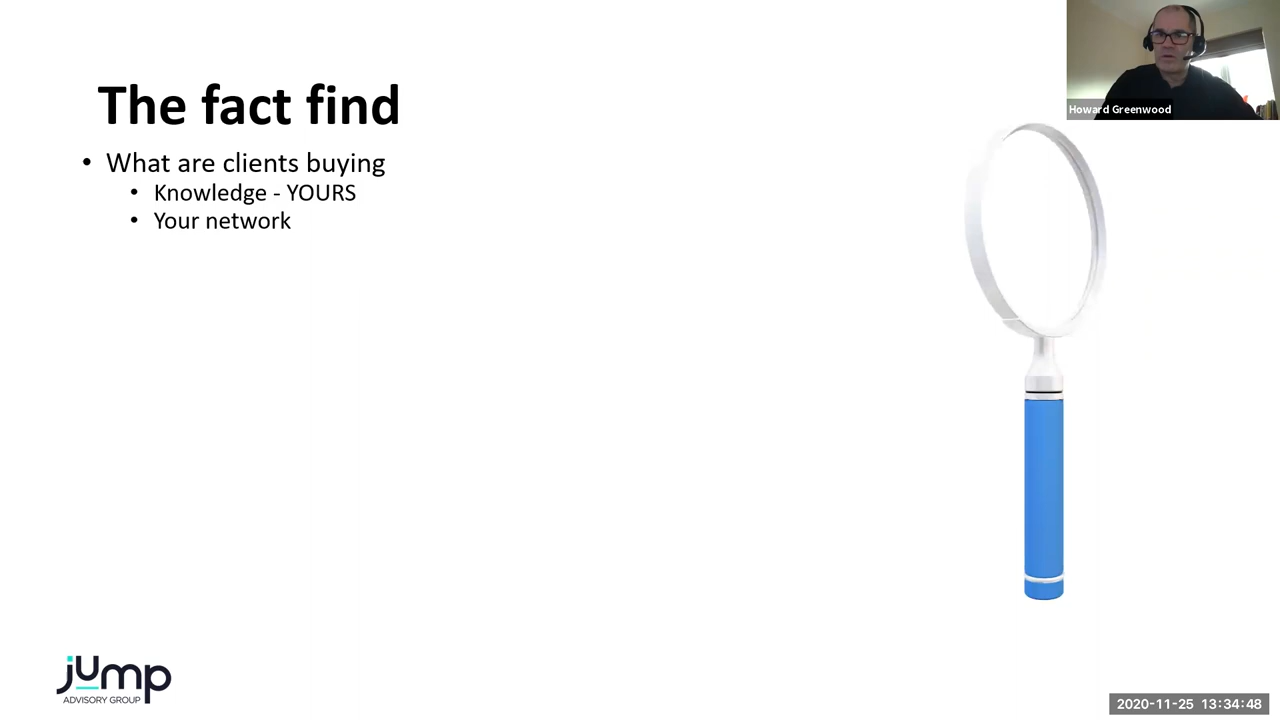 The fact find
• What are clients buying
• Knowledge - YOURS
• Your network
Howard Greenwood
jump
ADVISORY GROUP
2020-11-25 13:34:48